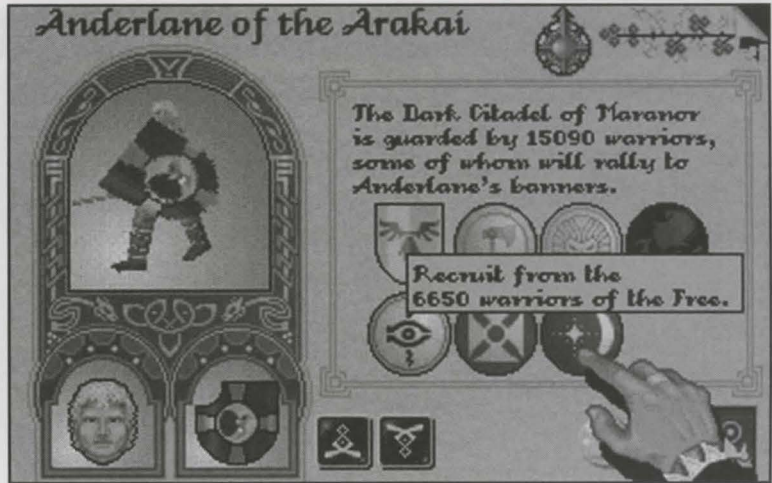 Anderlane of the Arakai
The Dark Citadel of Maranor
is guarded by 15090 warriors,
some of whom will rally to
Anderlane's banners.
Recruit from the
6650 warriors of the Free.